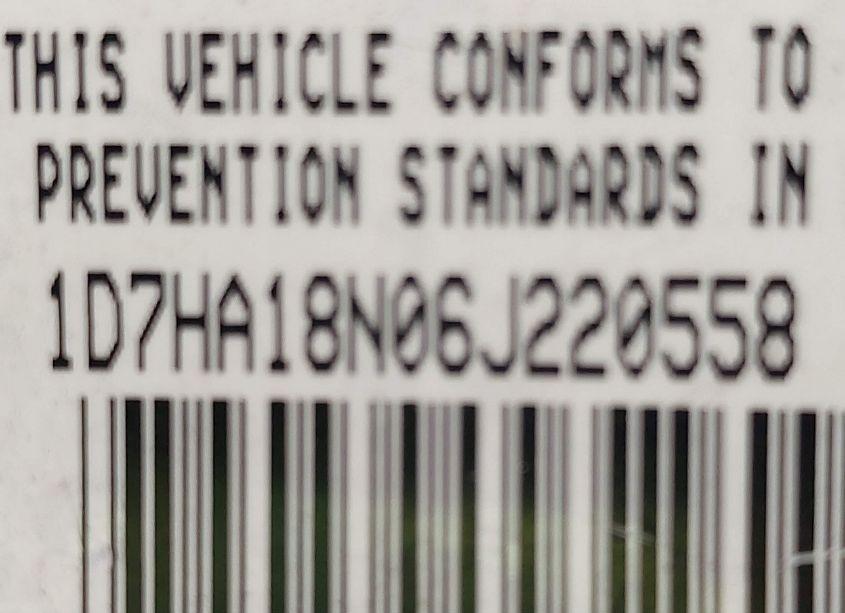 THIS VEHICLE CONFORMS TO
PREVENTION STANDARDS IN
1D7HA18N06J220558